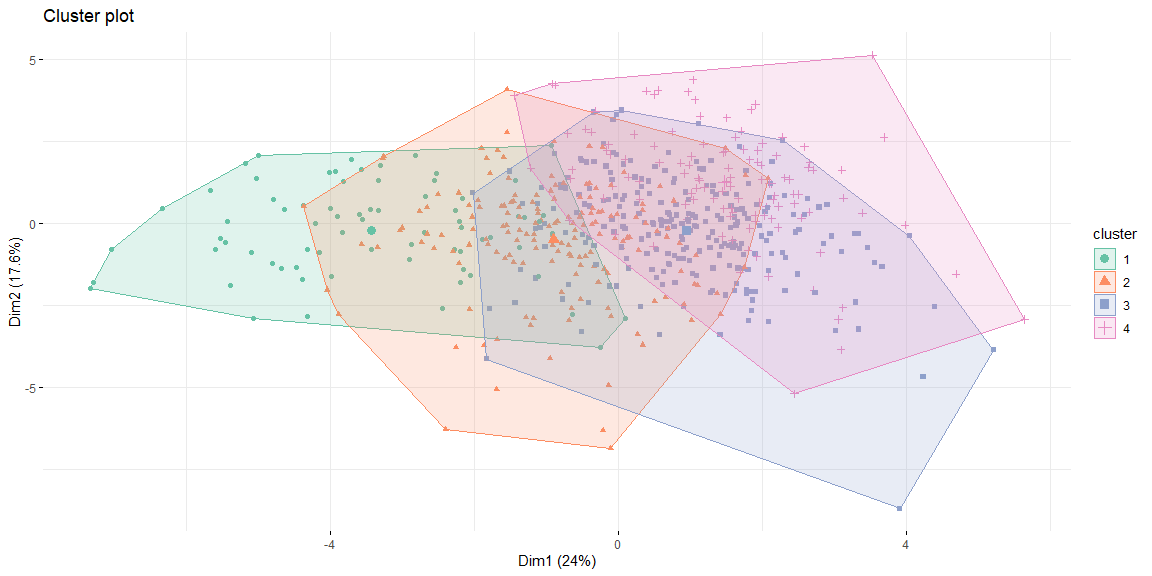 Cluster plot
5
0
-5
Dim2 (17.6%)
-4
0
4
Dim1 (24%)
cluster
1
2
3
4